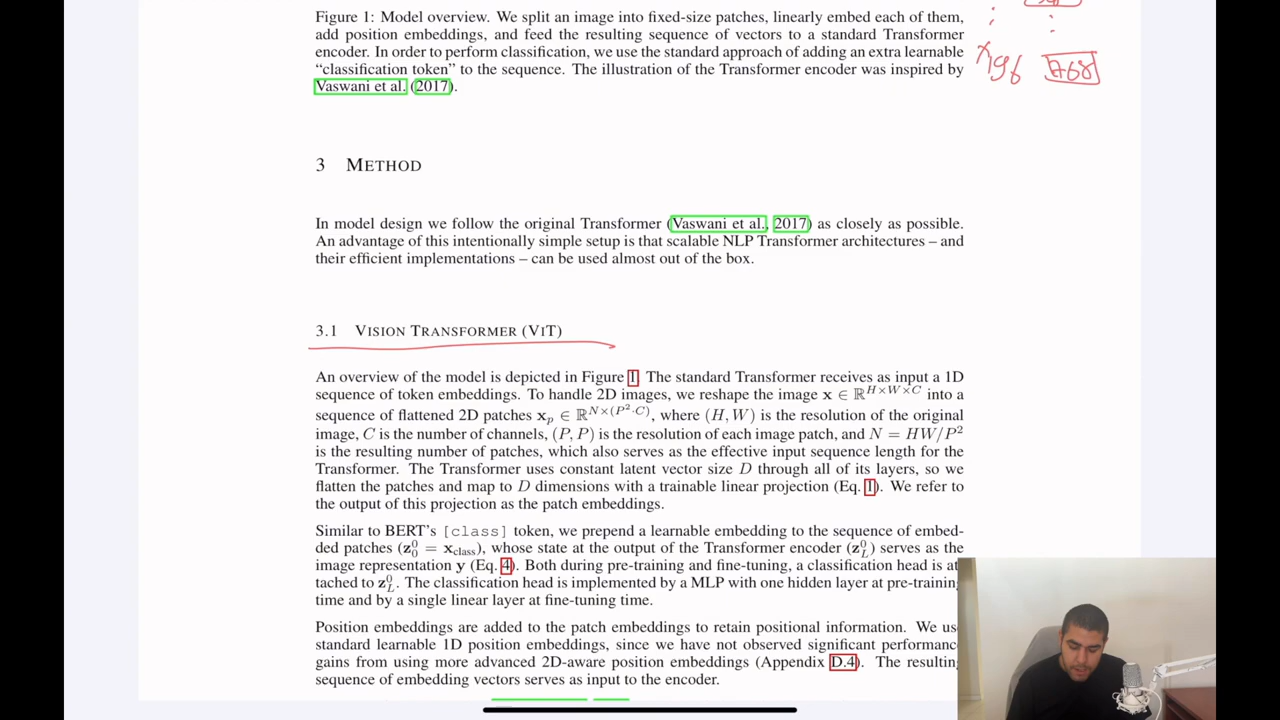 Figure 1: Model overview. We split an image into fixed-size patches, linearly embed each of them,
add position embeddings, and feed the resulting sequence of vectors to a standard Transformer
encoder. In order to perform classification, we use the standard approach of adding an extra learnable
“classification token” to the sequence. The illustration of the Transformer encoder was inspired by
Vaswani et al. (2017).
x196 768
3 METHOD
In model design we follow the original Transformer (Vaswani et al., 2017) as closely as possible.
An advantage of this intentionally simple setup is that scalable NLP Transformer architectures – and
their efficient implementations – can be used almost out of the box.
3.1 VISION TRANSFORMER (VIT)
An overview of the model is depicted in Figure 1. The standard Transformer receives as input a 1D
sequence of token embeddings. To handle 2D images, we reshape the image x ∈ ℝ^{H×W×C} into a
sequence of flattened 2D patches x_p ∈ ℝ^{N×(P²·C)}, where (H, W) is the resolution of the original
image, C is the number of channels, (P, P) is the resolution of each image patch, and N = HW/P²
is the resulting number of patches, which also serves as the effective input sequence length for the
Transformer. The Transformer uses constant latent vector size D through all of its layers, so we
flatten the patches and map to D dimensions with a trainable linear projection (Eq. 1). We refer to
the output of this projection as the patch embeddings.
Similar to BERT’s [class] token, we prepend a learnable embedding to the sequence of embed-
ded patches (z_0^0 = x_class), whose state at the output of the Transformer encoder (z_L^0) serves as the
image representation y (Eq. 4). Both during pre-training and fine-tuning, a classification head is at
tached to z_L^0. The classification head is implemented by a MLP with one hidden layer at pre-training
time and by a single linear layer at fine-tuning time.
Position embeddings are added to the patch embeddings to retain positional information. We us
standard learnable 1D position embeddings, since we have not observed significant performance
gains from using more advanced 2D-aware position embeddings (Appendix D.4). The resulting
sequence of embedding vectors serves as input to the encoder.